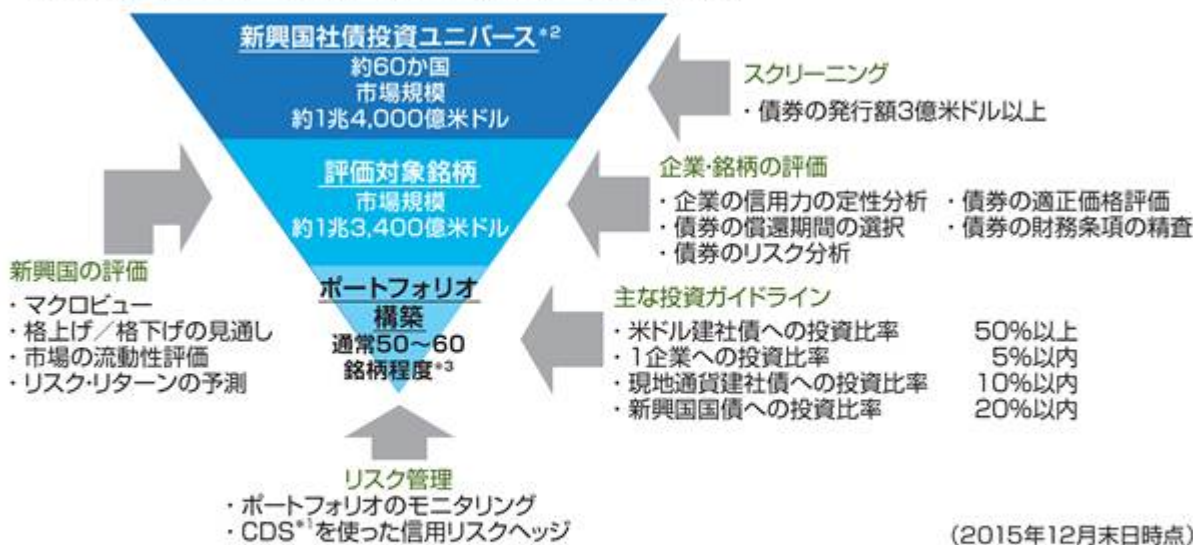 新興国社債投資ユニバース*2
約60か国
市場規模
約1兆4,000億米ドル
スクリーニング
・債券の発行額3億米ドル以上
評価対象銘柄
市場規模
約1兆3,400億米ドル
企業・銘柄の評価
・企業の信用力の定性分析 ・債券の適正価格評価
・債券の償還期間の選択 ・債券の財務条項の精査
・債券のリスク分析
新興国の評価
・マクロビュー
・格上げ/格下げの見通し
・市場の流動性評価
・リスク・リターンの予測
ポートフォリオ
構築
通常50～60
銘柄程度*3
主な投資ガイドライン
・米ドル建社債への投資比率 50%以上
・1企業への投資比率 5%以内
・現地通貨建社債への投資比率 10%以内
・新興国国債への投資比率 20%以内
リスク管理
・ポートフォリオのモニタリング
・CDS*1を使った信用リスクヘッジ
(2015年12月末日時点)